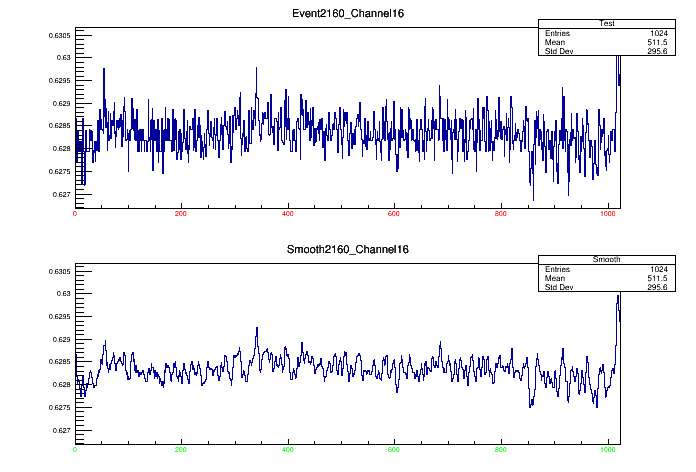 Event2160_Channel16
Test
Entries 1024
Mean 511.5
Std Dev 295.6
0.6305
0.63
0.6295
0.629
0.6285
0.628
0.6275
0.627
0 200 400 600 800 1000
Smooth2160_Channel16
Smooth
Entries 1024
Mean 511.5
Std Dev 295.6
0.6305
0.63
0.6295
0.629
0.6285
0.628
0.6275
0.627
0 200 400 600 800 1000